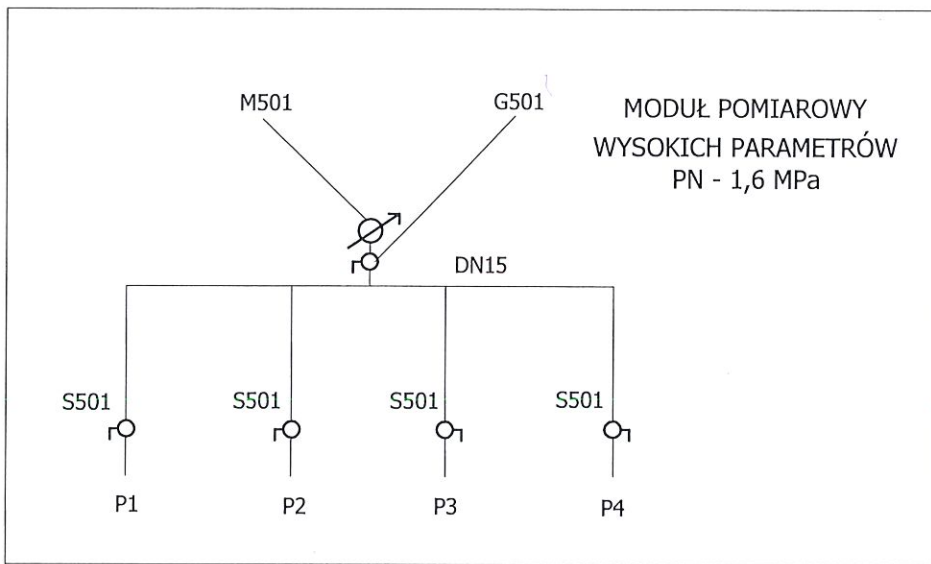 M501
G501
MODUŁ POMIAROWY
WYSOKICH PARAMETRÓW
PN - 1,6 MPa
DN15
S501
S501
S501
S501
P1
P2
P3
P4